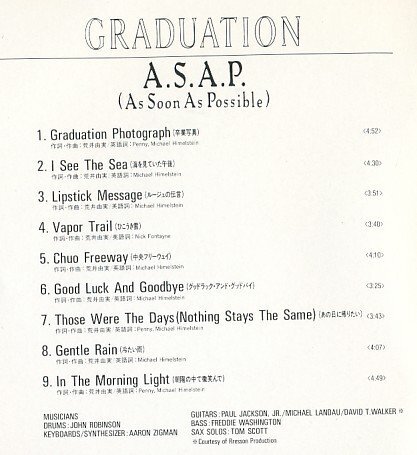 GRADUATION
A.S.A.P.
(As Soon As Possible)
1. Graduation Photograph (卒業写真) <4:52>
作詞・作曲：荒井由実/英語詞：Penny, Michael Himelstein
2. I See The Sea (海を見ていた午後) <4:30>
作詞・作曲：荒井由実/英語詞：Penny, Michael Himelstein
3. Lipstick Message (ルージュの伝言) <3:51>
作詞・作曲：荒井由実/英語詞：Michael Himelstein
4. Vapor Trail (ひこうき雲) <3:40>
作詞・作曲：荒井由実/英語詞：Nick Fontayne
5. Chuo Freeway (中央フリーウェイ) <4:10>
作詞・作曲：荒井由実/英語詞：Michael Himelstein
6. Good Luck And Goodbye (グッドラック・アンド・グッドバイ) <3:25>
作詞・作曲：荒井由実/英語詞：Michael Himelstein
7. Those Were The Days (Nothing Stays The Same) (あの日に帰りたい) <3:43>
作詞・作曲：荒井由実/英語詞：Penny, Michael Himelstein
8. Gentle Rain (冷たい雨) <4:07>
作詞・作曲：荒井由実/英語詞：Michael Himelstein
9. In The Morning Light (朝陽の中で微笑んで) <4:49>
作詞・作曲：荒井由実/英語詞：Penny, Michael Himelstein
MUSICIANS
DRUMS: JOHN ROBINSON
KEYBOARDS/SYNTHESIZER: AARON ZIGMAN
GUITARS: PAUL JACKSON, JR./MICHAEL LANDAU/DAVID T.WALKER※
BASS: FREDDIE WASHINGTON
SAX SOLOS: TOM SCOTT
※Courtesy of Rresson Production